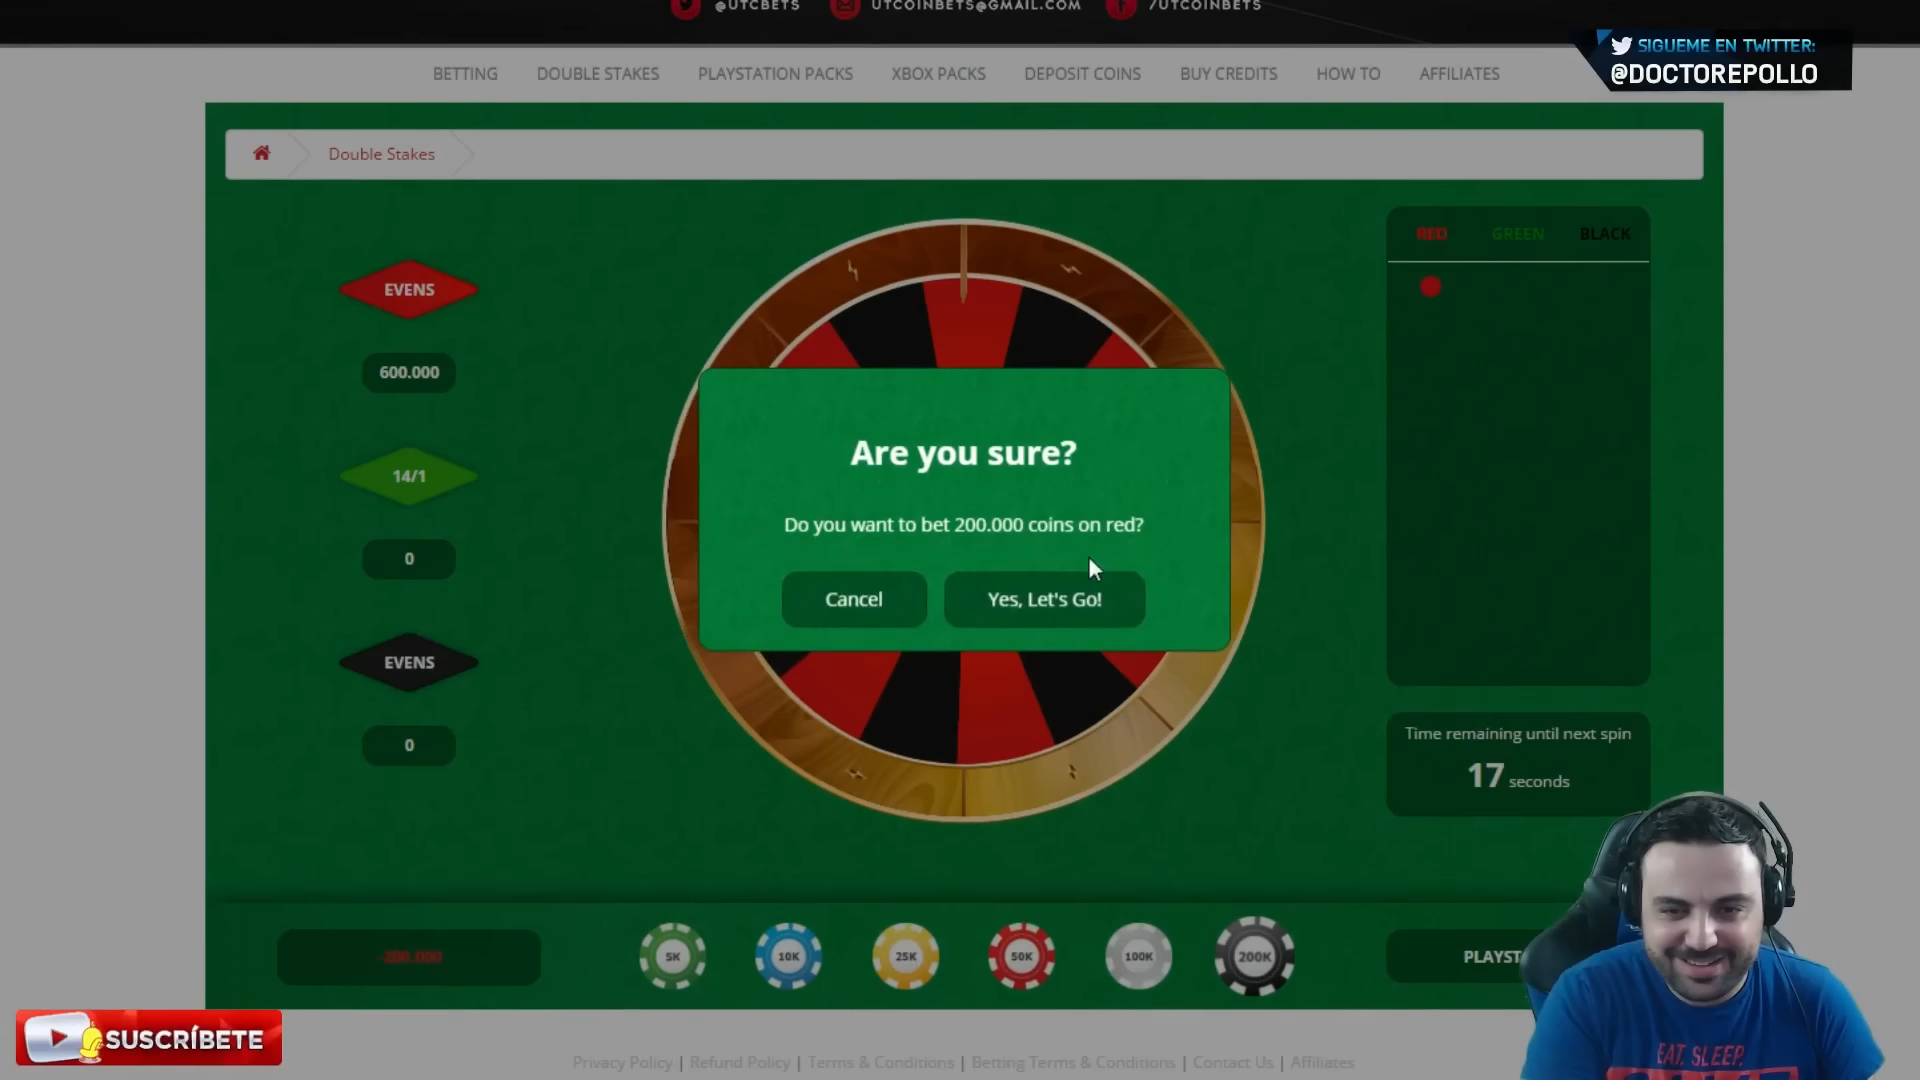 @UTCBETS UTCOINBETS@GMAIL.COM /UTCOINBETS
SIGUEME EN TWITTER:
@DOCTOREPOLLO
BETTING DOUBLE STAKES PLAYSTATION PACKS XBOX PACKS DEPOSIT COINS BUY CREDITS HOW TO AFFILIATES
Double Stakes
RED GREEN BLACK
EVENS
600.000
14/1
0
EVENS
0
Are you sure?
Do you want to bet 200.000 coins on red?
Cancel Yes, Let's Go!
Time remaining until next spin
17 seconds
-200.000
5K 10K 25K 50K 100K 200K
PLAYST
SUSCRÍBETE
EAT, SLEEP,
Privacy Policy | Refund Policy | Terms & Conditions | Betting Terms & Conditions | Contact Us | Affiliates